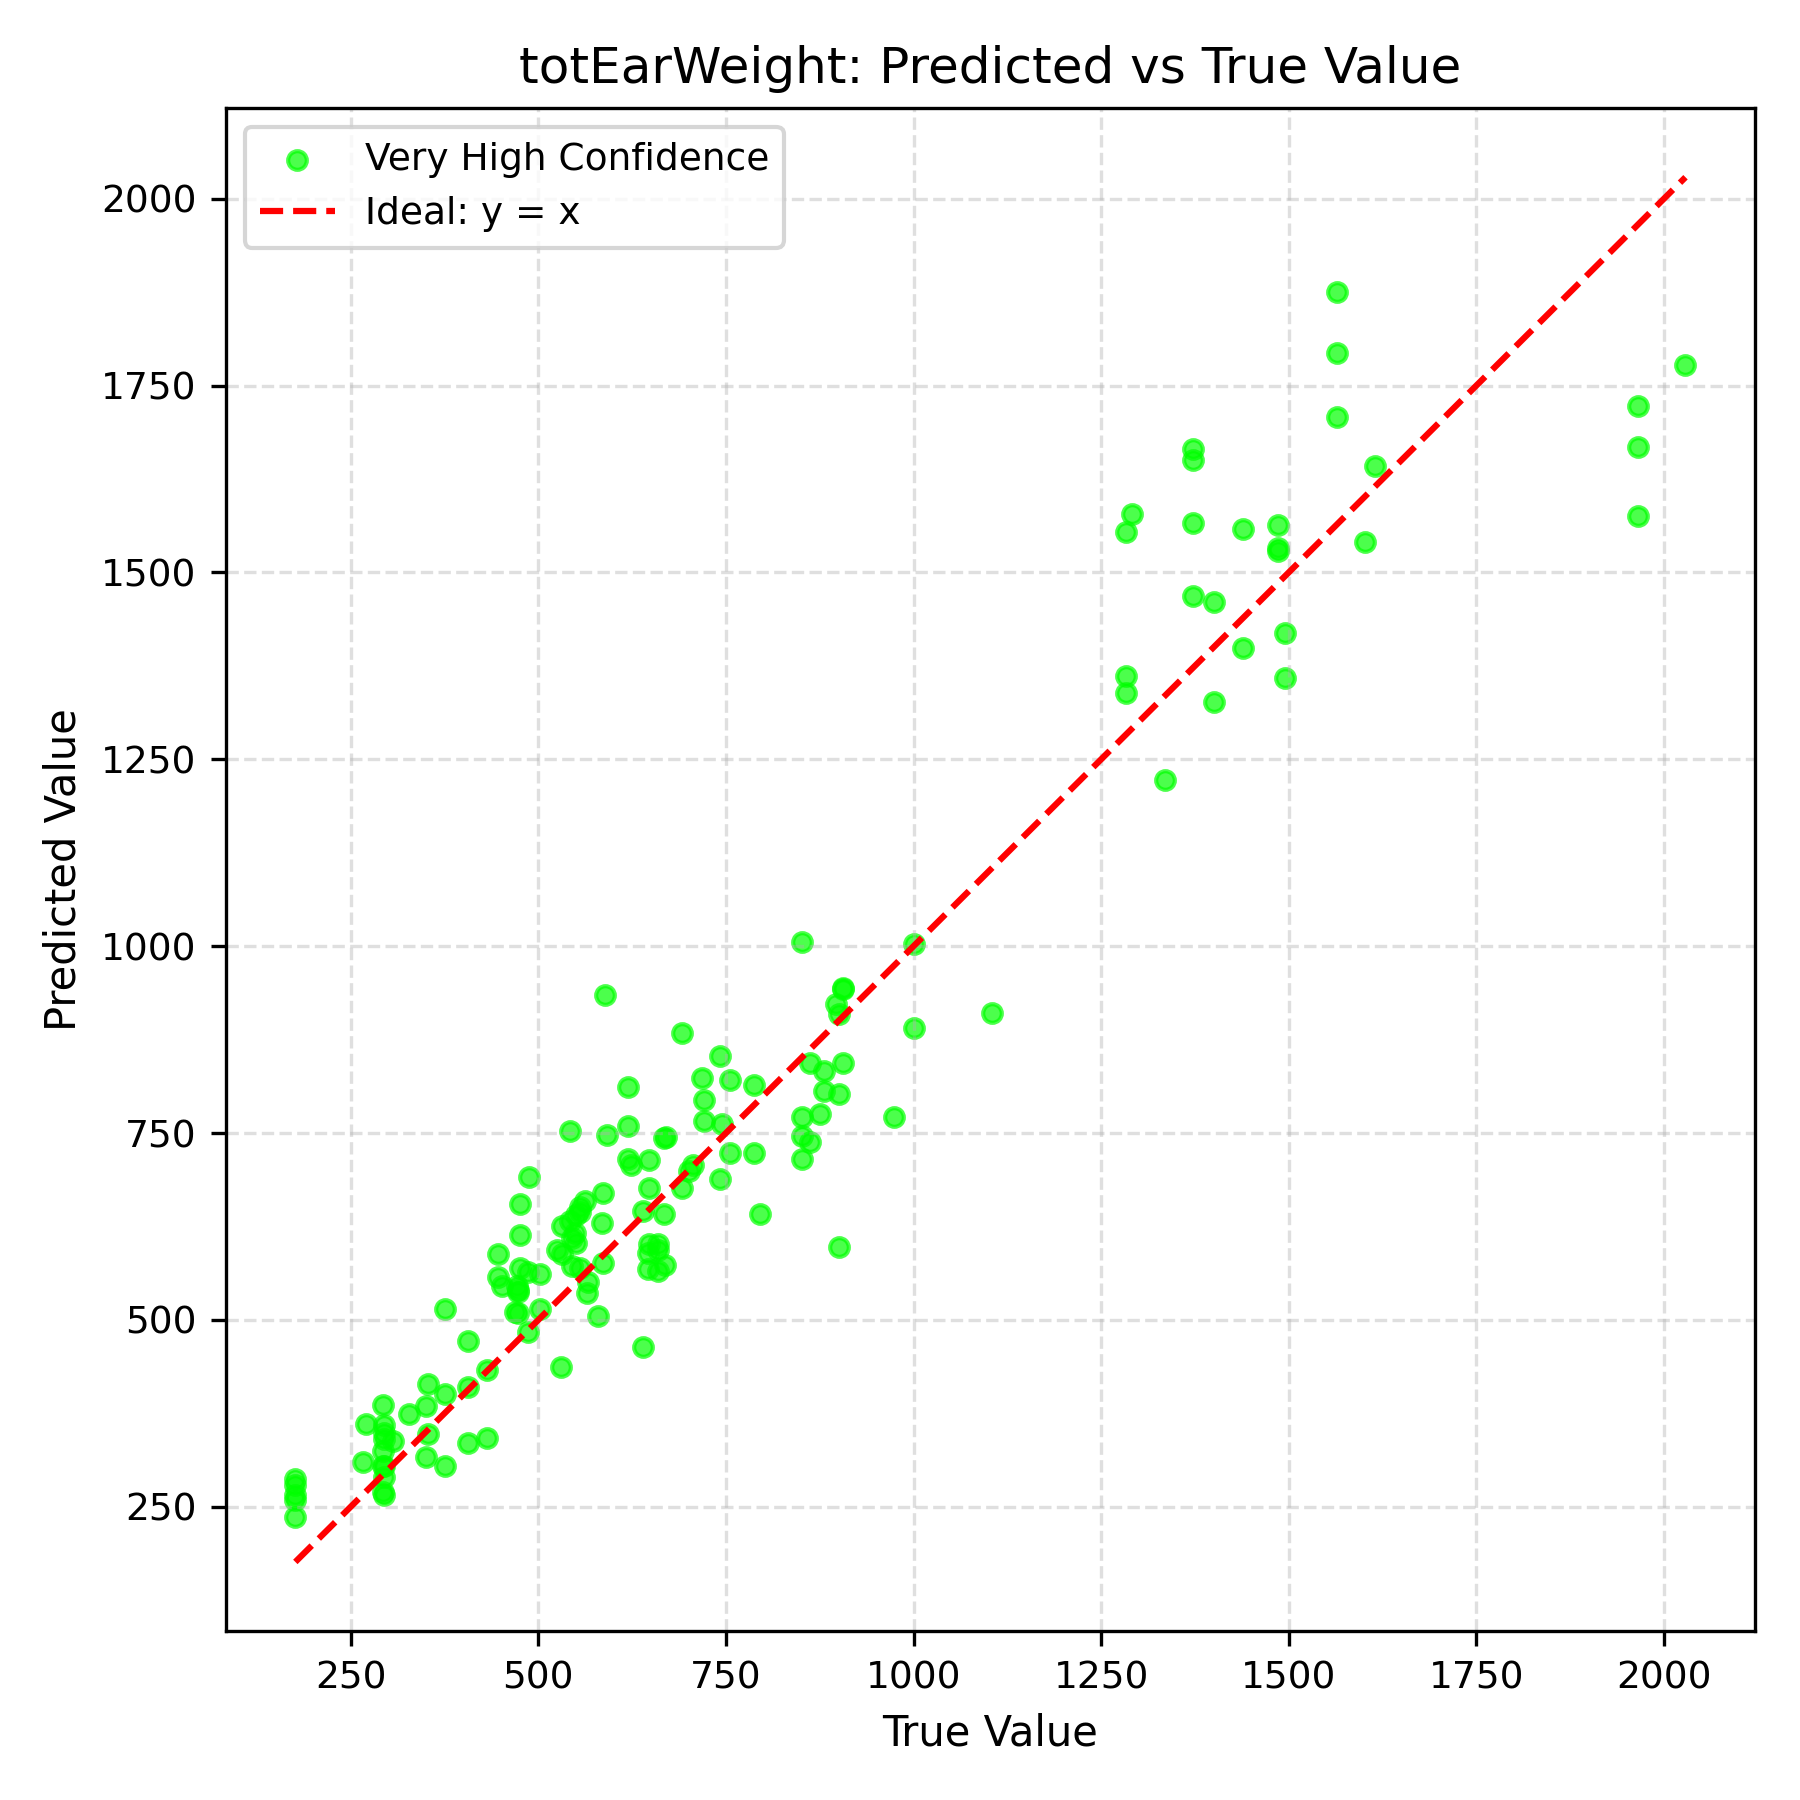 totEarWeight: Predicted vs True Value
Very High Confidence
Ideal: y = x
Predicted Value
2000
1750
1500
1250
1000
750
500
250
250 500 750 1000 1250 1500 1750 2000
True Value